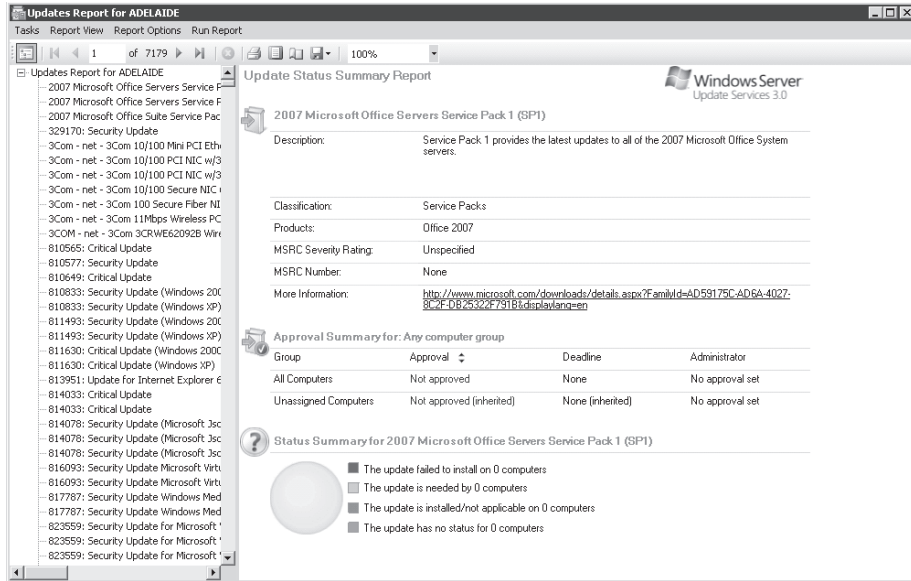 Updates Report for ADELAIDE
Tasks Report View Report Options Run Report
1 of 7179 100%
Updates Report for ADELAIDE
2007 Microsoft Office Servers Service P
2007 Microsoft Office Servers Service P
2007 Microsoft Office Suite Service Pac
329170: Security Update
3Com - net - 3Com 10/100 Mini PCI Eth
3Com - net - 3Com 10/100 PCI NIC w/3
3Com - net - 3Com 10/100 PCI NIC w/3
3Com - net - 3Com 10/100 Secure NIC
3Com - net - 3Com 100 Secure Fiber NI
3Com - net - 3Com 11Mbps Wireless PC
3COM - net - 3Com 3CRWE62092B Wire
810565: Critical Update
810577: Security Update
810649: Critical Update
810833: Security Update (Windows 200
810833: Security Update (Windows XP)
811493: Security Update (Windows 200
811493: Security Update (Windows XP)
811630: Critical Update (Windows 2000
811630: Critical Update (Windows XP)
813951: Update for Internet Explorer 6
814033: Critical Update
814033: Critical Update
814078: Security Update (Microsoft Jsc
814078: Security Update (Microsoft Jsc
814078: Security Update (Microsoft Jsc
816093: Security Update Microsoft Virtu
816093: Security Update Microsoft Virtu
817787: Security Update Windows Med
817787: Security Update Windows Med
823559: Security Update for Microsoft
823559: Security Update for Microsoft
823559: Security Update for Microsoft
Update Status Summary Report
Windows Server
Update Services 3.0
2007 Microsoft Office Servers Service Pack 1 (SP1)
Description: Service Pack 1 provides the latest updates to all of the 2007 Microsoft Office System
servers.
Classification: Service Packs
Products: Office 2007
MSRC Severity Rating: Unspecified
MSRC Number: None
More Information: http://www.microsoft.com/downloads/details.aspx?FamilyId=AD59175C-AD6A-4027-
8C2F-DB25322F791B&displaylang=en
Approval Summary for: Any computer group
Group Approval Deadline Administrator
All Computers Not approved None No approval set
Unassigned Computers Not approved (inherited) None (inherited) No approval set
? Status Summary for 2007 Microsoft Office Servers Service Pack 1 (SP1)
The update failed to install on 0 computers
The update is needed by 0 computers
The update is installed/not applicable on 0 computers
The update has no status for 0 computers